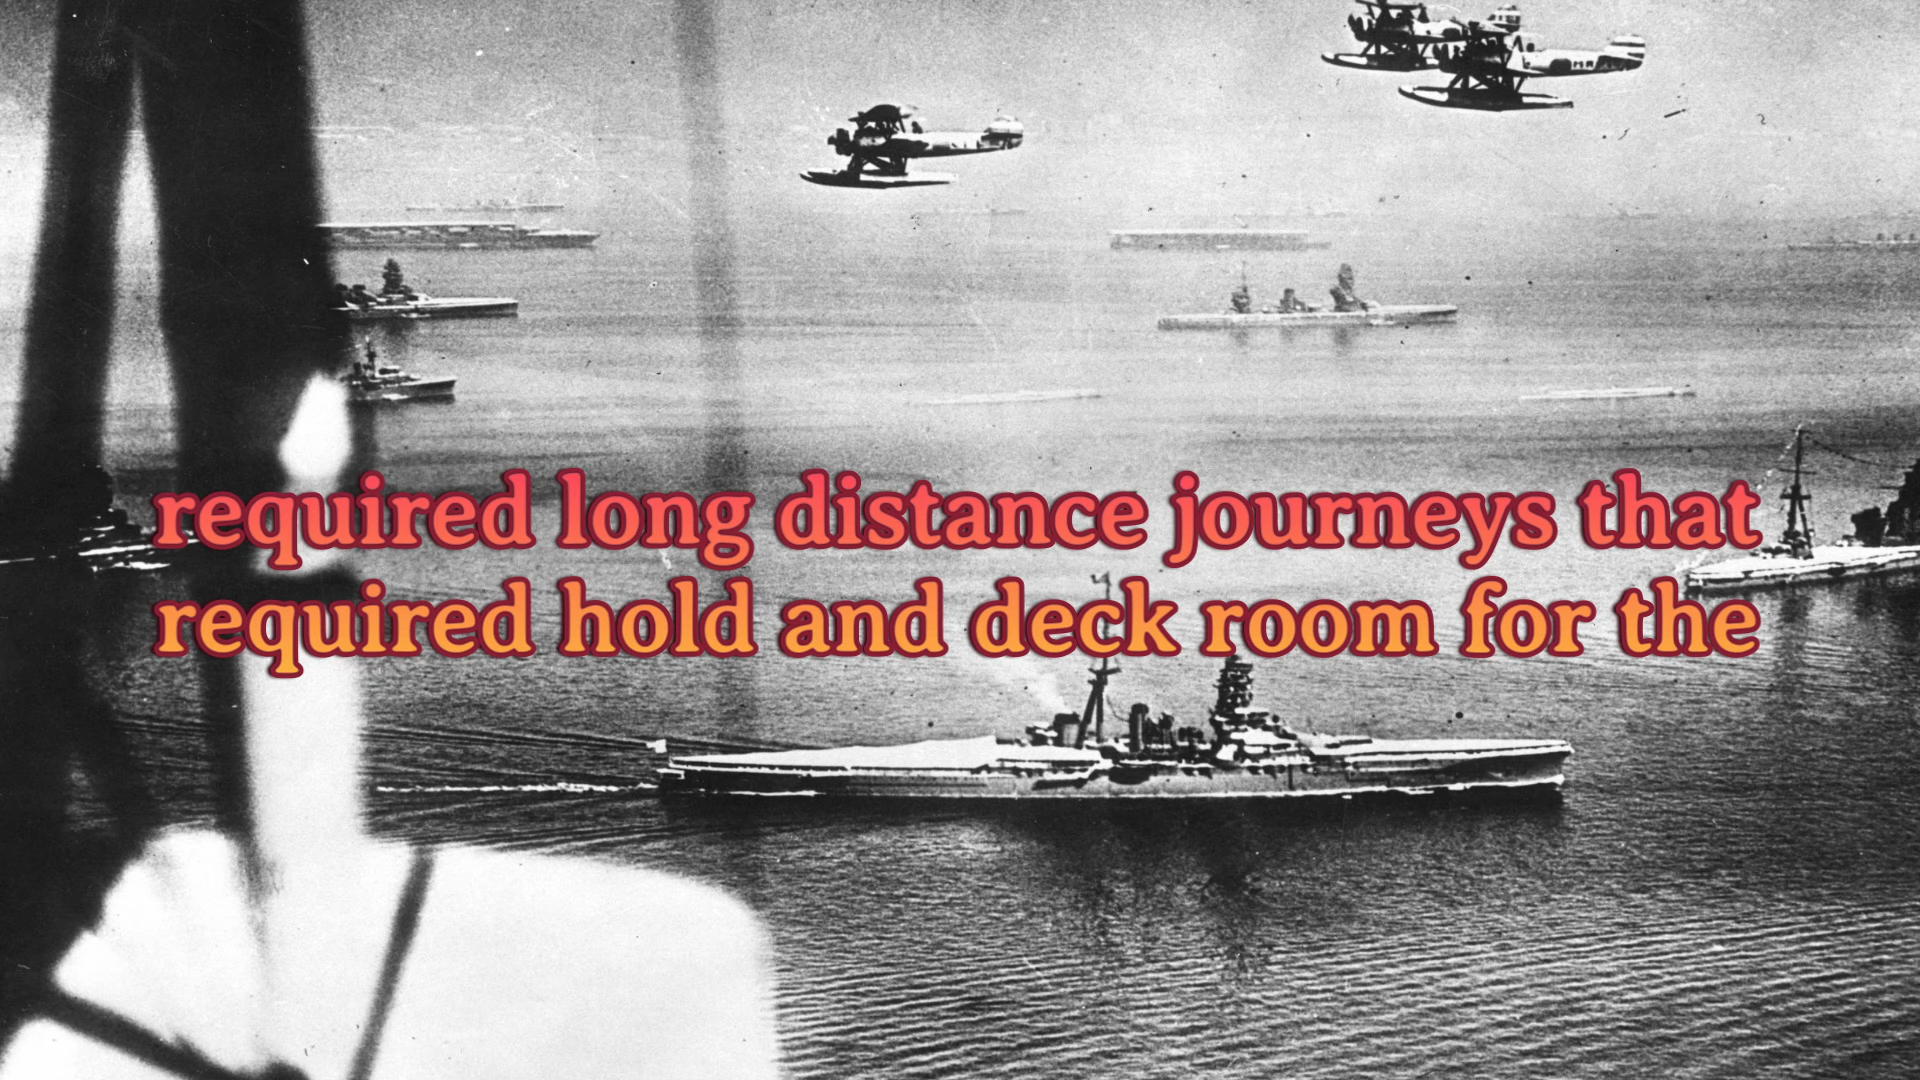 required long distance journeys that
required hold and deck room for the